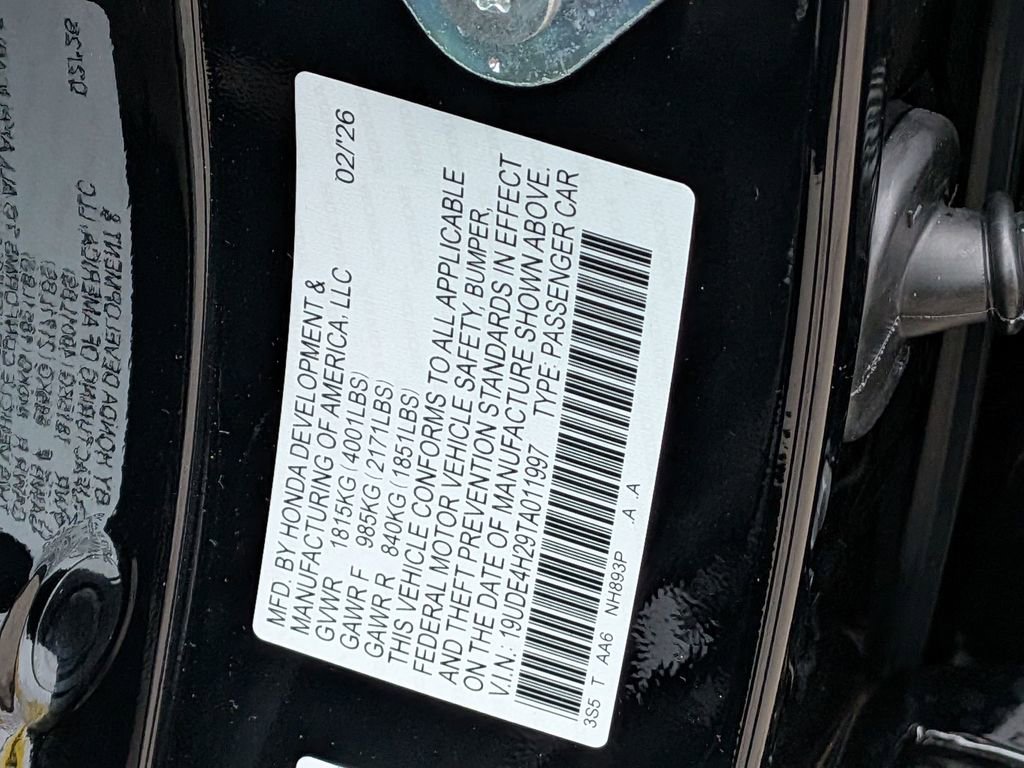 MFD. BY HONDA DEVELOPMENT & 02/'26
MANUFACTURING OF AMERICA, LLC
GVWR 1815KG (4001LBS)
GAWR F 985KG (2171LBS)
GAWR R 840KG (1851LBS)
THIS VEHICLE CONFORMS TO ALL APPLICABLE
FEDERAL MOTOR VEHICLE SAFETY, BUMPER,
AND THEFT PREVENTION STANDARDS IN EFFECT
ON THE DATE OF MANUFACTURE SHOWN ABOVE.
V.I.N.: 19UDE4H29TA011997 TYPE: PASSENGER CAR
3S5 T AA6 NH893P .A .A